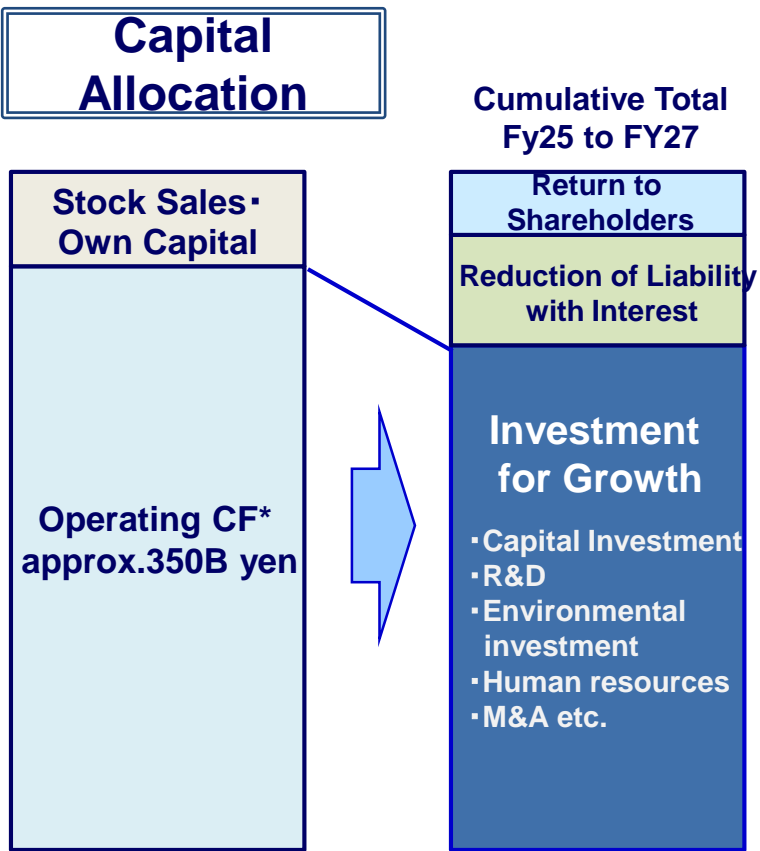 Capital
Allocation
Cumulative Total
Fy25 to FY27
Stock Sales・
Own Capital
Operating CF*
approx.350B yen
Return to
Shareholders
Reduction of Liability
with Interest
Investment
for Growth
・Capital Investment
・R&D
・Environmental
investment
・Human resources
・M&A etc.